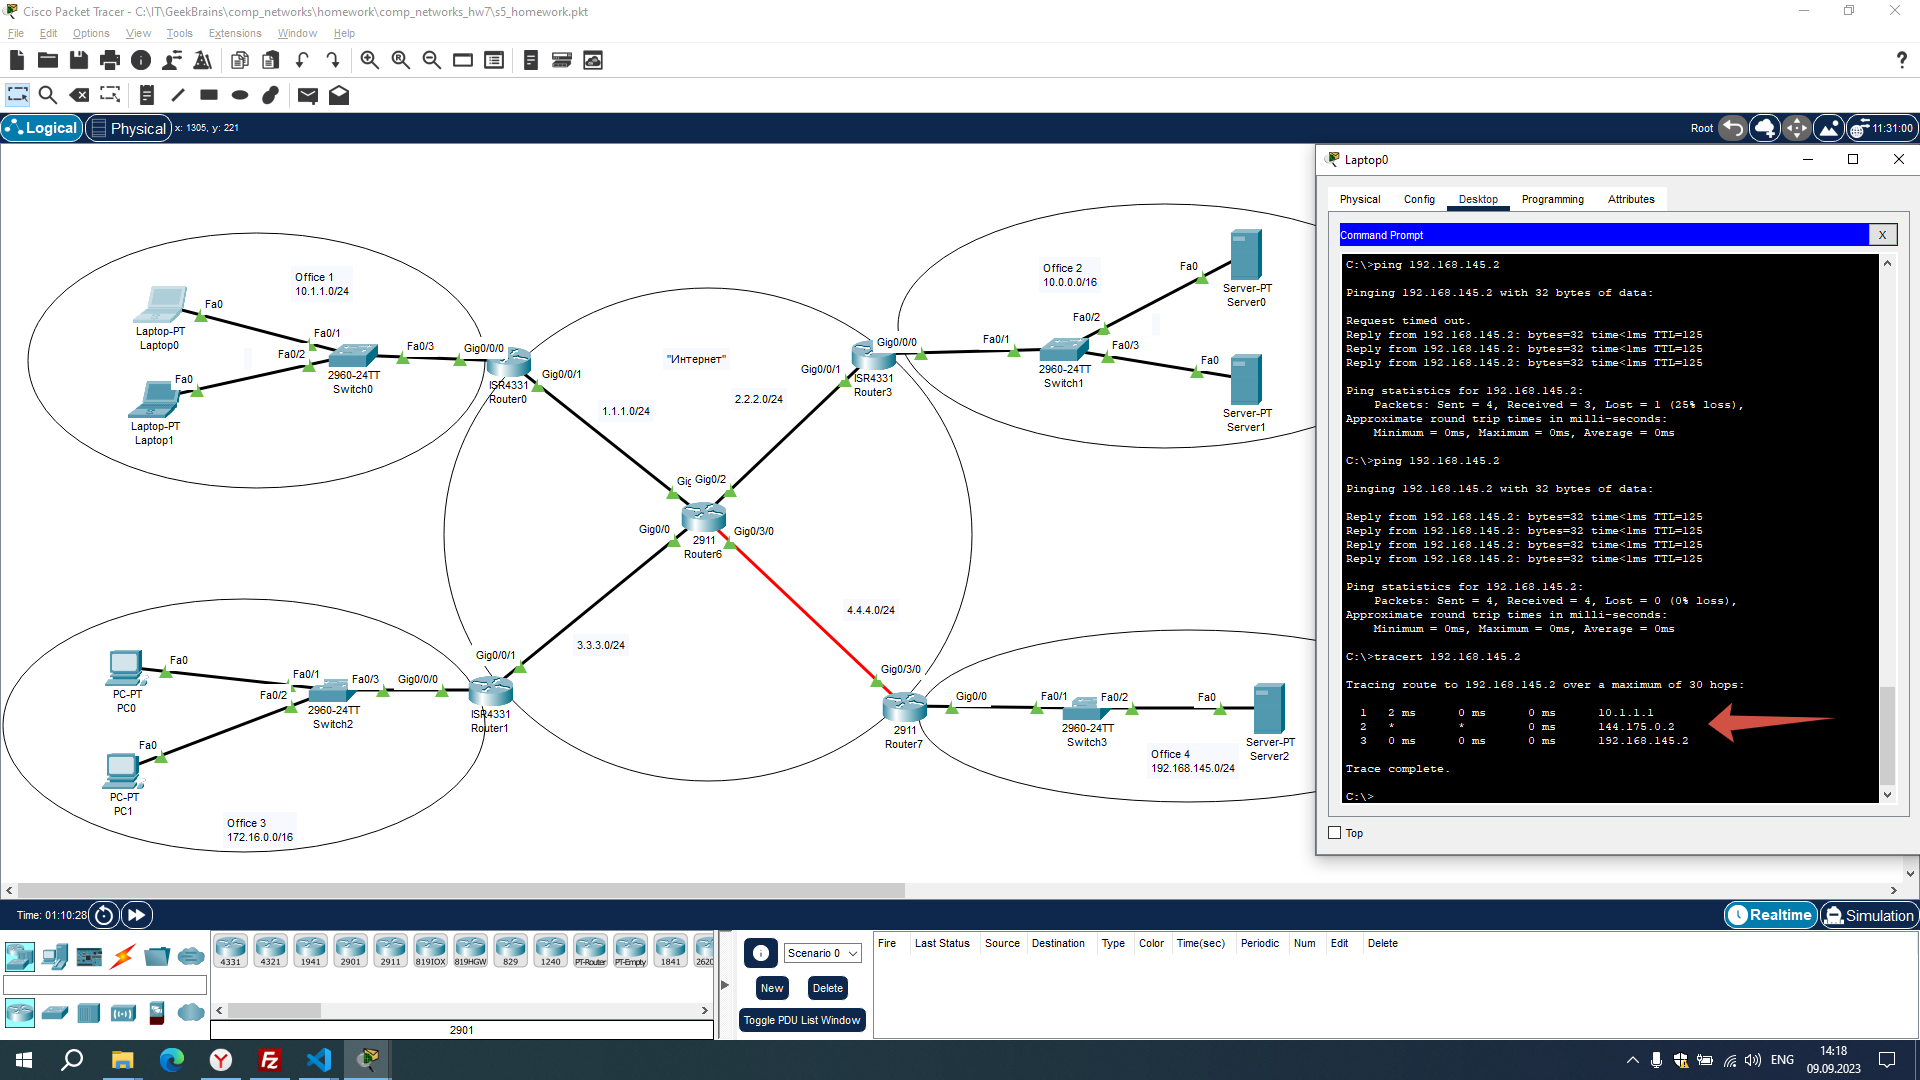 Cisco Packet Tracer - C:\IT\GeekBrains\comp_networks\homework\comp_networks_hw7\s5_homework.pkt
File Edit Options View Tools Extensions Window Help
Logical Physical x: 1305, y: 221
Root 11:31:00
Office 1
10.1.1.0/24
Fa0
Laptop-PT
Laptop0
Fa0/1
Fa0/2
Fa0/3
Gig0/0/0
2960-24TT
Switch0
Fa0
Laptop-PT
Laptop1
ISR4331
Router0
Gig0/0/1
"Интернет"
1.1.1.0/24
2.2.2.0/24
Gig0/0/0
Gig0/0/1
ISR4331
Router3
Office 2
10.0.0.0/16
Fa0/1
Fa0/2
Fa0/3
2960-24TT
Switch1
Fa0
Server-PT
Server0
Fa0
Server-PT
Server1
Gig0/2
Gig0/0
Gig0/3/0
2911
Router6
3.3.3.0/24
4.4.4.0/24
Fa0
PC-PT
PC0
Fa0/1
Fa0/2
Fa0/3
Gig0/0/0
2960-24TT
Switch2
Fa0
PC-PT
PC1
Gig0/0/1
ISR4331
Router1
Office 3
172.16.0.0/16
Gig0/3/0
Gig0/0
2911
Router7
Fa0/1
Fa0/2
Fa0
2960-24TT
Switch3
Server-PT
Server2
Office 4
192.168.145.0/24
Laptop0
Physical Config Desktop Programming Attributes
Command Prompt X
C:\>ping 192.168.145.2
Pinging 192.168.145.2 with 32 bytes of data:
Request timed out.
Reply from 192.168.145.2: bytes=32 time<1ms TTL=125
Reply from 192.168.145.2: bytes=32 time<1ms TTL=125
Reply from 192.168.145.2: bytes=32 time<1ms TTL=125
Ping statistics for 192.168.145.2:
Packets: Sent = 4, Received = 3, Lost = 1 (25% loss),
Approximate round trip times in milli-seconds:
Minimum = 0ms, Maximum = 0ms, Average = 0ms
C:\>ping 192.168.145.2
Pinging 192.168.145.2 with 32 bytes of data:
Reply from 192.168.145.2: bytes=32 time<1ms TTL=125
Reply from 192.168.145.2: bytes=32 time<1ms TTL=125
Reply from 192.168.145.2: bytes=32 time<1ms TTL=125
Reply from 192.168.145.2: bytes=32 time<1ms TTL=125
Ping statistics for 192.168.145.2:
Packets: Sent = 4, Received = 4, Lost = 0 (0% loss),
Approximate round trip times in milli-seconds:
Minimum = 0ms, Maximum = 0ms, Average = 0ms
C:\>tracert 192.168.145.2
Tracing route to 192.168.145.2 over a maximum of 30 hops:
1 2 ms 0 ms 0 ms 10.1.1.1
2 * * 0 ms 144.175.0.2
3 0 ms 0 ms 0 ms 192.168.145.2
Trace complete.
C:\>
Top
Time: 01:10:28
Realtime Simulation
4331 4321 1941 2901 2911 819IOX 819HGW 829 1240 PT-Router PT-Empty 1841 2620
2901
Scenario 0
New Delete
Toggle PDU List Window
Fire Last Status Source Destination Type Color Time(sec) Periodic Num Edit Delete
ENG
14:18
09.09.2023